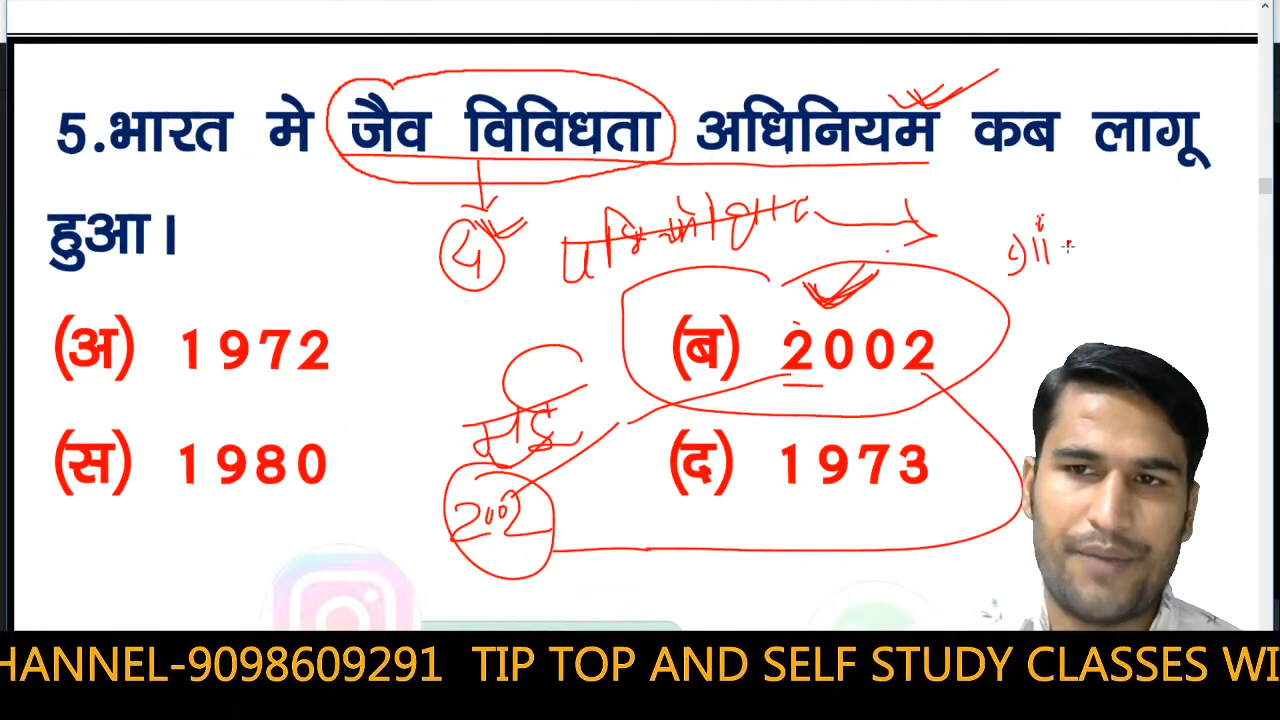 5.भारत मे जैव विविधता अधिनियम कब लागू
हुआ।
(अ) 1972
(ब) 2002
(स) 1980
(द) 1973
2002
HANNEL-9098609291 TIP TOP AND SELF STUDY CLASSES WI